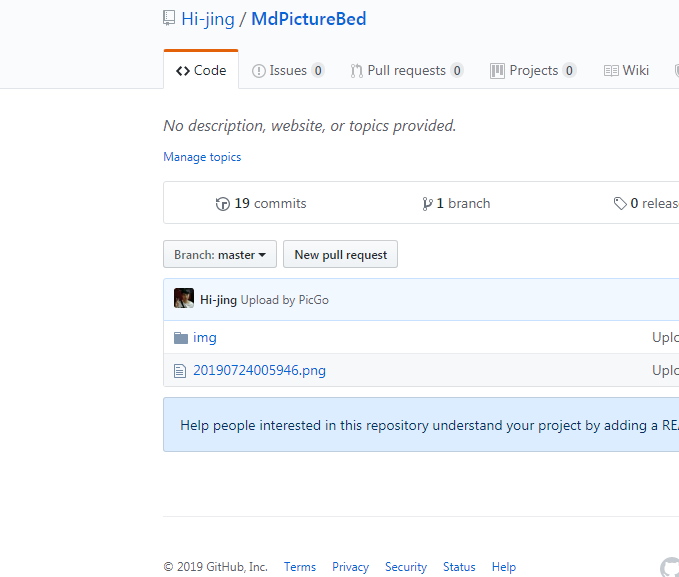 Hi-jing / MdPictureBed
Code Issues 0 Pull requests 0 Projects 0 Wiki
No description, website, or topics provided.
Manage topics
19 commits 1 branch 0 releas
Branch: master New pull request
Hi-jing Upload by PicGo
img Uplo
20190724005946.png Uplo
Help people interested in this repository understand your project by adding a REA
© 2019 GitHub, Inc. Terms Privacy Security Status Help